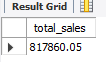 Result Grid
total_sales
817860.05